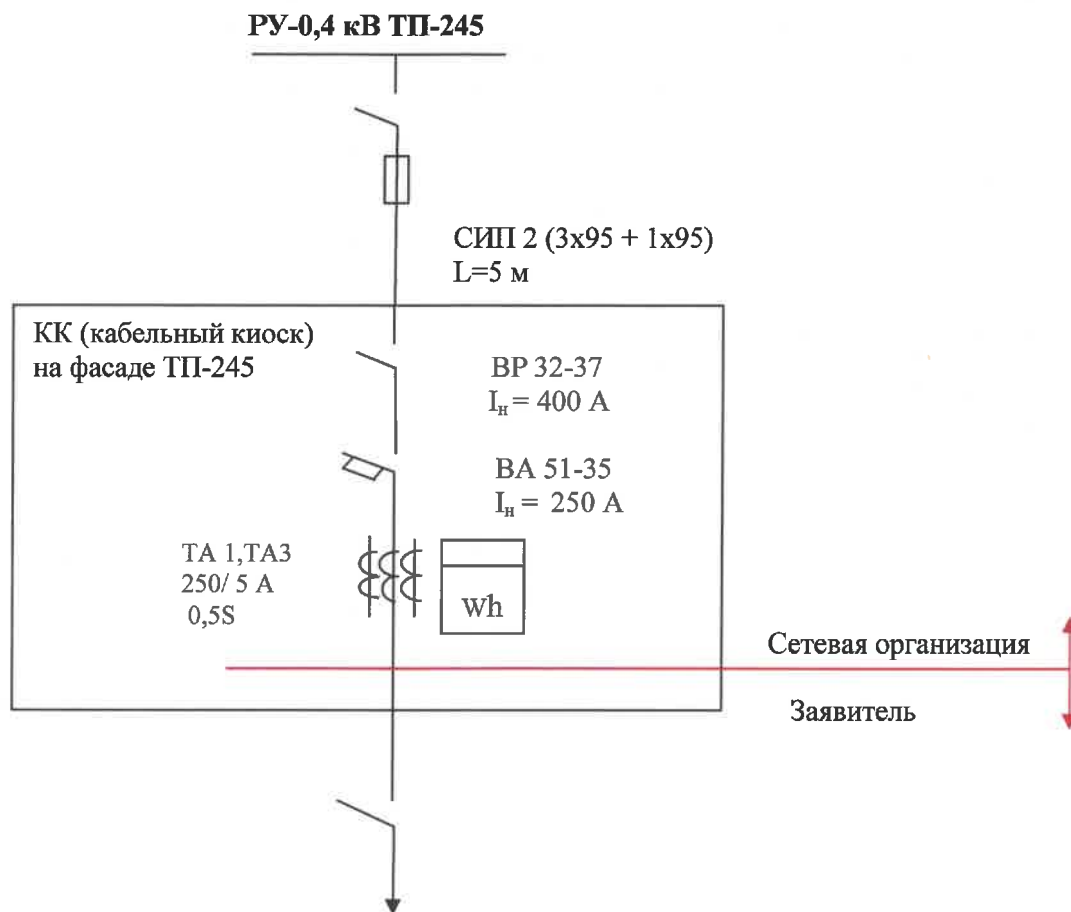 РУ-0,4 кВ ТП-245
СИП 2 (3х95 + 1х95)
L=5 м
КК (кабельный киоск)
на фасаде ТП-245
ВР 32-37
Iн = 400 А
ВА 51-35
Iн = 250 А
ТА 1,ТА3
250/ 5 А
0,5S
Wh
Сетевая организация
Заявитель